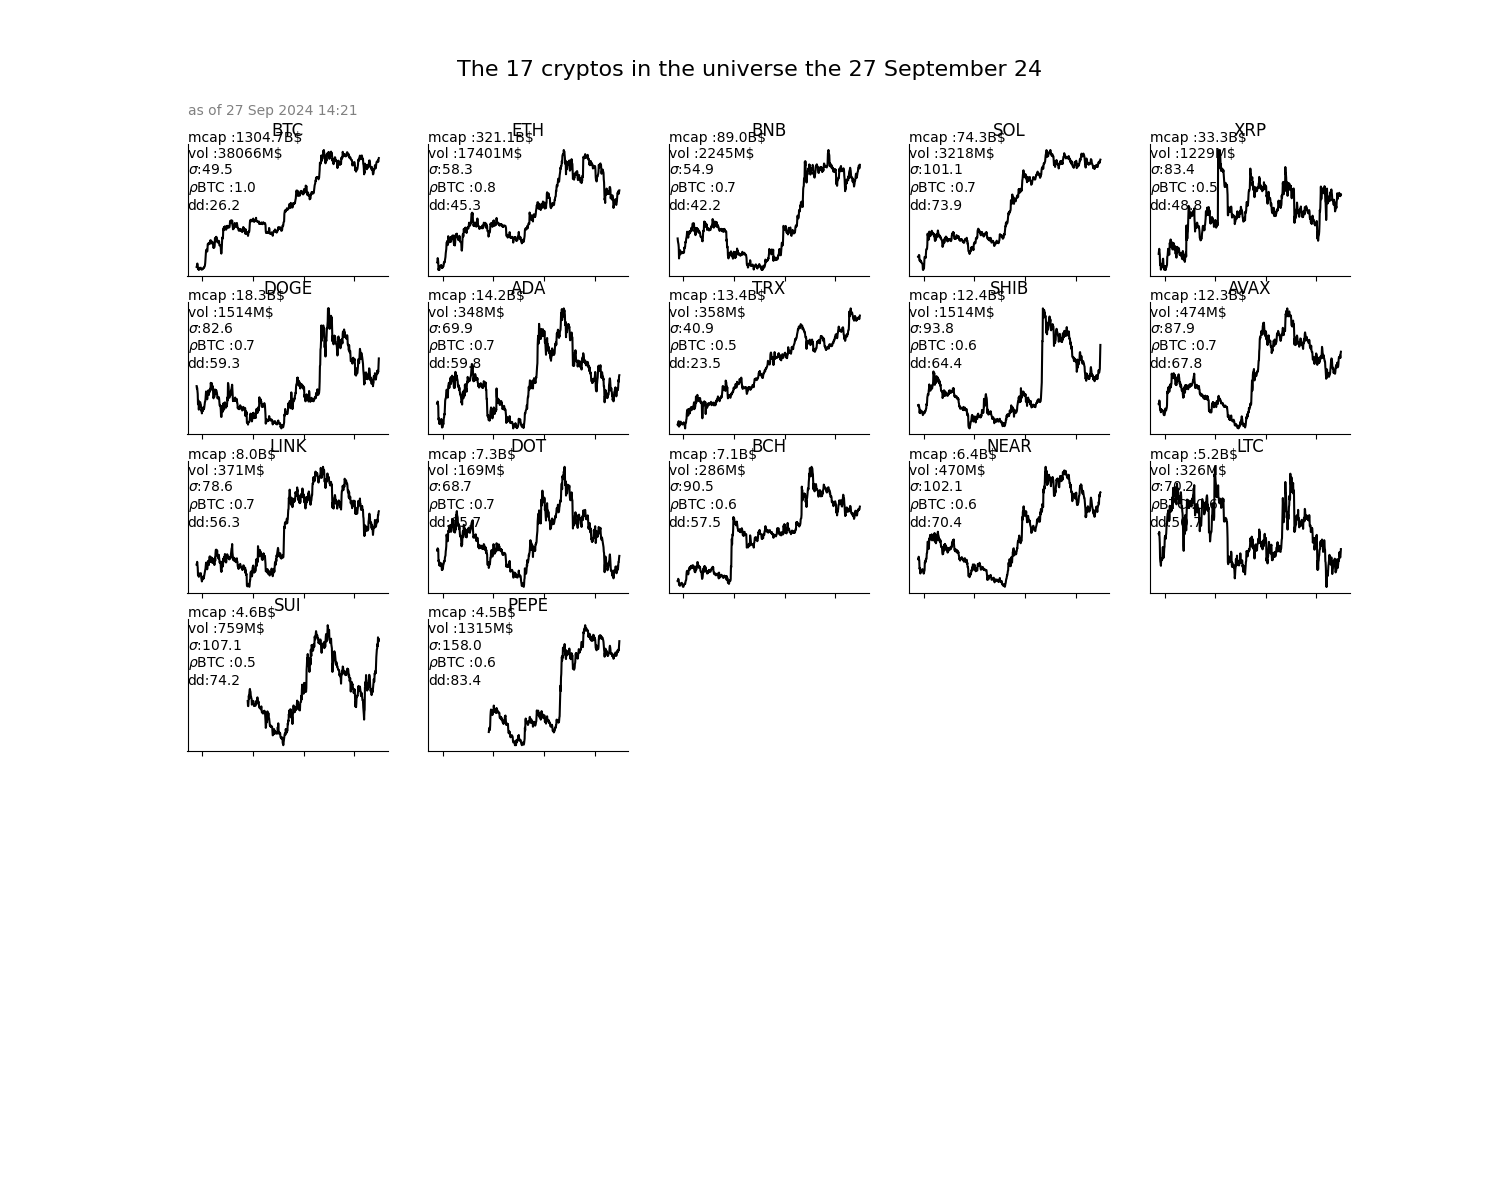 The 17 cryptos in the universe the 27 September 24
as of 27 Sep 2024 14:21
BTC
mcap :1304.7B$
vol :38066M$
σ:49.5
ρBTC :1.0
dd:26.2
ETH
mcap :321.1B$
vol :17401M$
σ:58.3
ρBTC :0.8
dd:45.3
BNB
mcap :89.0B$
vol :2245M$
σ:54.9
ρBTC :0.7
dd:42.2
SOL
mcap :74.3B$
vol :3218M$
σ:101.1
ρBTC :0.7
dd:73.9
XRP
mcap :33.3B$
vol :1229M$
σ:83.4
ρBTC :0.5
dd:48.8
DOGE
mcap :18.3B$
vol :1514M$
σ:82.6
ρBTC :0.7
dd:59.3
ADA
mcap :14.2B$
vol :348M$
σ:69.9
ρBTC :0.7
dd:59.8
TRX
mcap :13.4B$
vol :358M$
σ:40.9
ρBTC :0.5
dd:23.5
SHIB
mcap :12.4B$
vol :1514M$
σ:93.8
ρBTC :0.6
dd:64.4
AVAX
mcap :12.3B$
vol :474M$
σ:87.9
ρBTC :0.7
dd:67.8
LINK
mcap :8.0B$
vol :371M$
σ:78.6
ρBTC :0.7
dd:56.3
DOT
mcap :7.3B$
vol :169M$
σ:68.7
ρBTC :0.7
BCH
mcap :7.1B$
vol :286M$
σ:90.5
ρBTC :0.6
dd:57.5
NEAR
mcap :6.4B$
vol :470M$
σ:102.1
ρBTC :0.6
dd:70.4
LTC
mcap :5.2B$
vol :326M$
σ:70.2
ρBTC :0.6
SUI
mcap :4.6B$
vol :759M$
σ:107.1
ρBTC :0.5
dd:74.2
PEPE
mcap :4.5B$
vol :1315M$
σ:158.0
ρBTC :0.6
dd:83.4